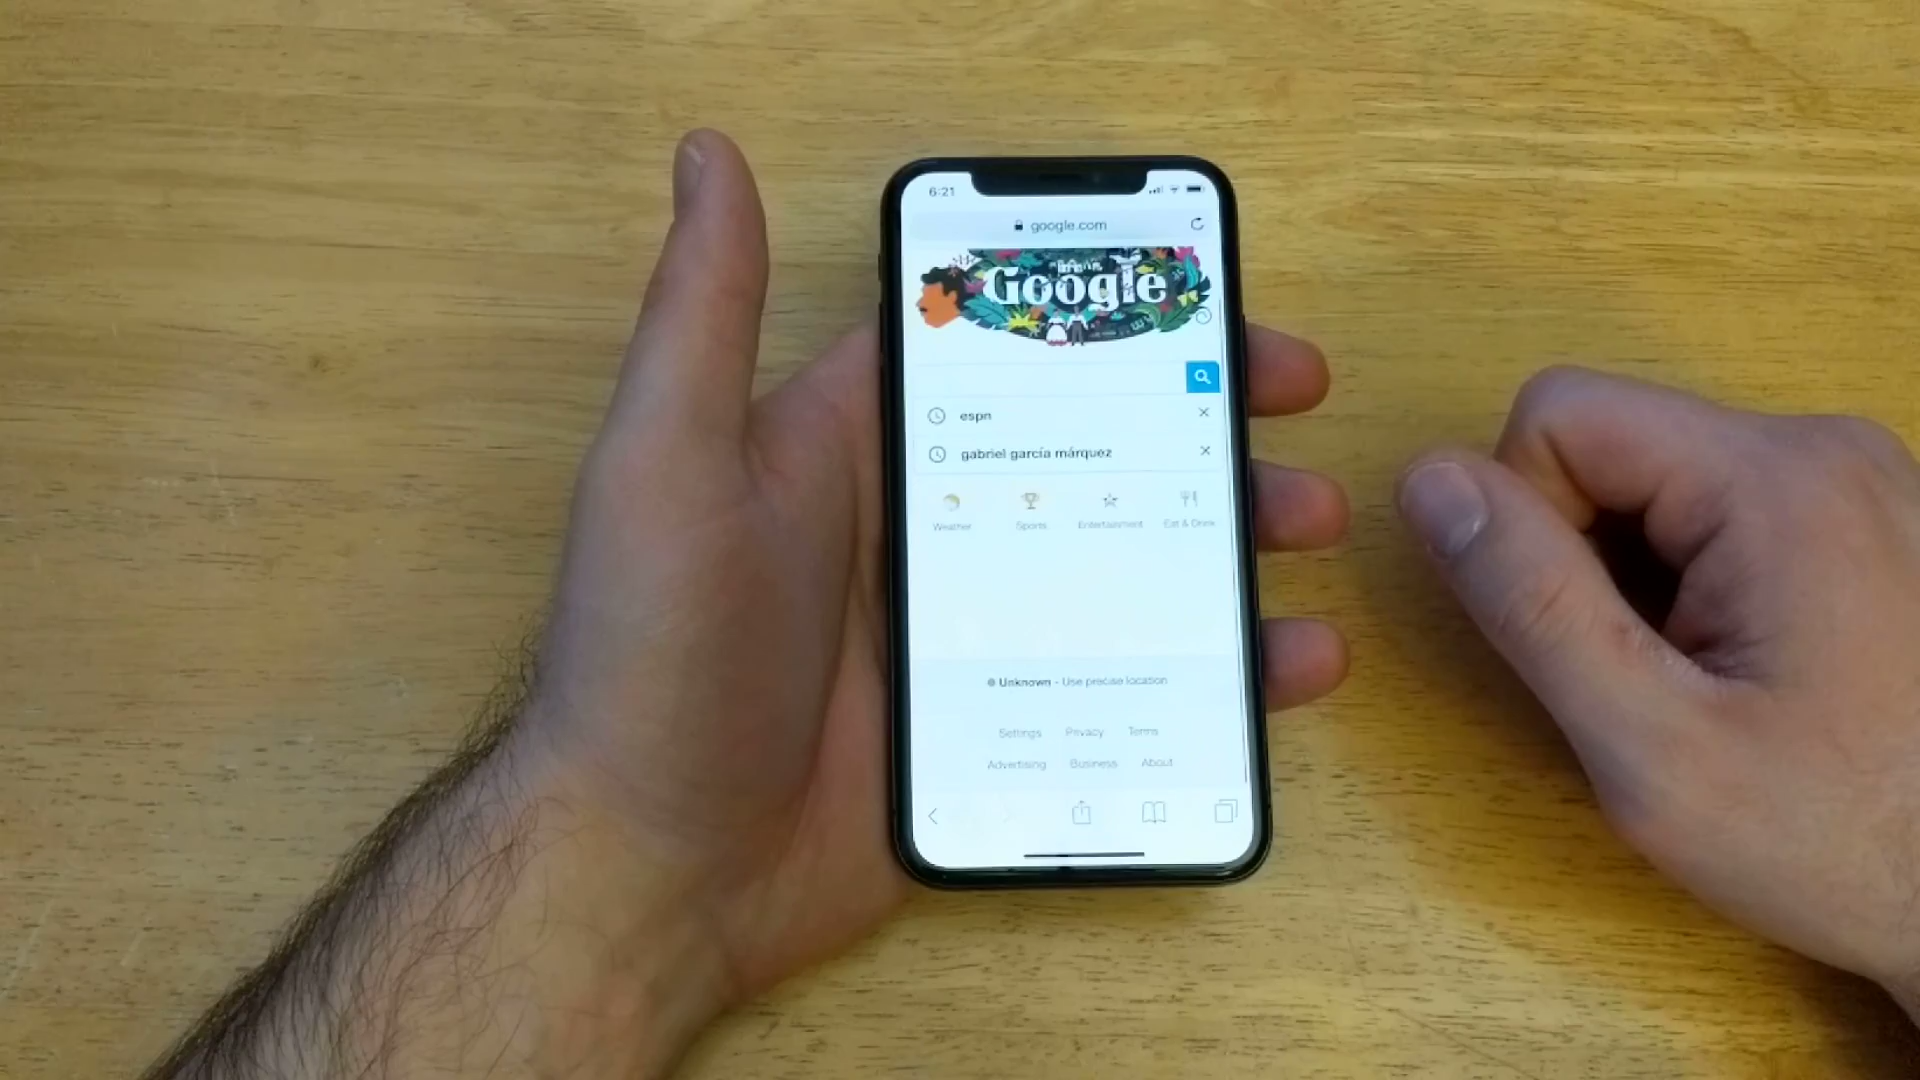 6:21
google.com
Google
espn
gabriel garcía márquez
Weather Sports Entertainment Eat & Drink
Unknown - Use precise location
Settings Privacy Terms
Advertising Business About